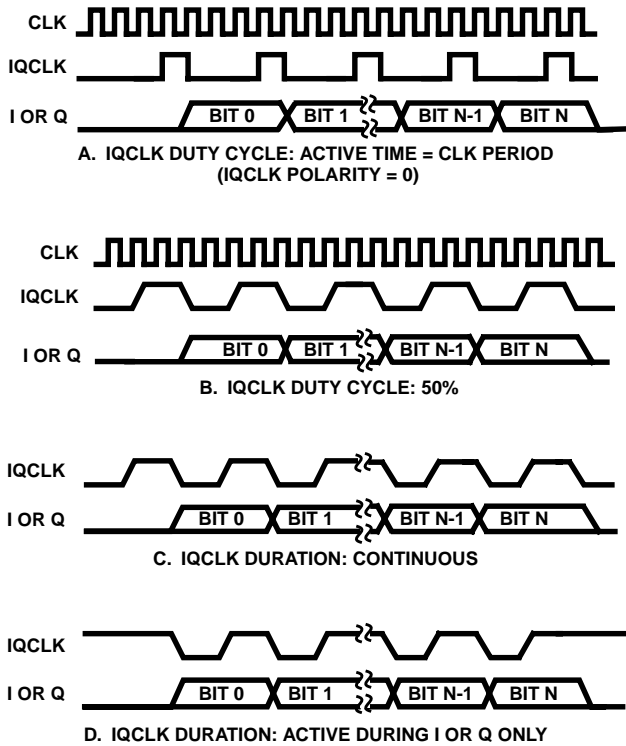 CLK
IQCLK
I OR Q BIT 0 BIT 1 BIT N-1 BIT N
A. IQCLK DUTY CYCLE: ACTIVE TIME = CLK PERIOD
(IQCLK POLARITY = 0)
CLK
IQCLK
I OR Q BIT 0 BIT 1 BIT N-1 BIT N
B. IQCLK DUTY CYCLE: 50%
IQCLK
I OR Q BIT 0 BIT 1 BIT N-1 BIT N
C. IQCLK DURATION: CONTINUOUS
IQCLK
I OR Q BIT 0 BIT 1 BIT N-1 BIT N
D. IQCLK DURATION: ACTIVE DURING I OR Q ONLY